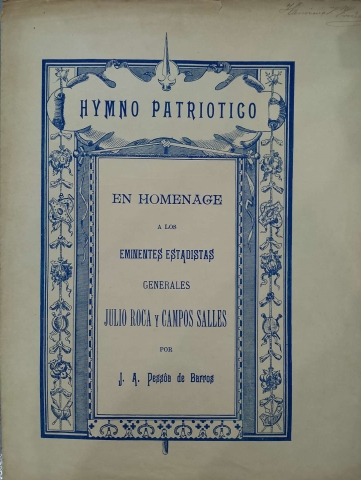 HYMNO PATRIOTICO
EN HOMENAGE
A LOS
EMINENTES ESTADISTAS
GENERALES
JULIO ROCA Y CAMPOS SALLES
POR
J. A. Pessôa de Barros